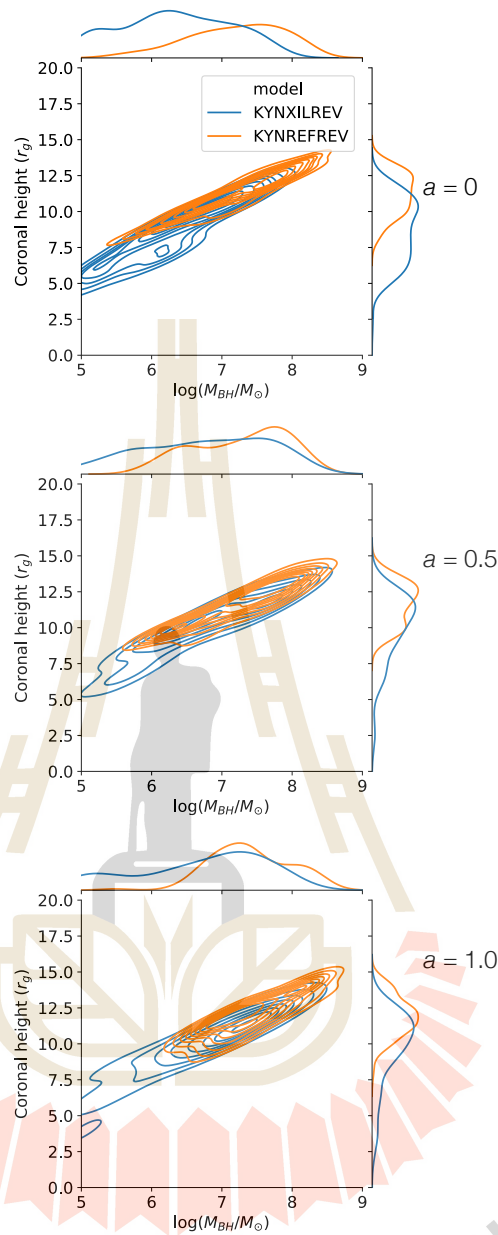 20.0
17.5
15.0
12.5
10.0
7.5
5.0
2.5
0.0
Coronal height (r_g)
model
KYNXILREV
KYNREFREV
a = 0
5 6 7 8 9
log(M_BH/M_⊙)
20.0
17.5
15.0
12.5
10.0
7.5
5.0
2.5
0.0
Coronal height (r_g)
a = 0.5
5 6 7 8 9
log(M_BH/M_⊙)
20.0
17.5
15.0
12.5
10.0
7.5
5.0
2.5
0.0
Coronal height (r_g)
a = 1.0
5 6 7 8 9
log(M_BH/M_⊙)